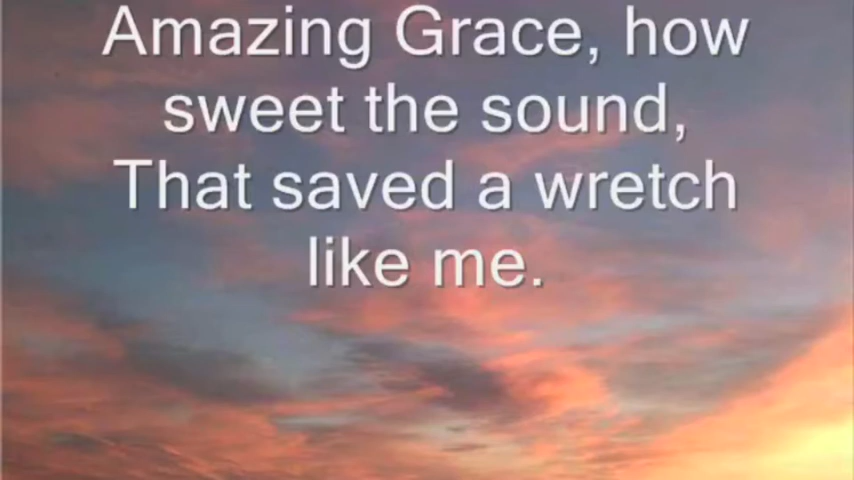 Amazing Grace, how
sweet the sound,
That saved a wretch
like me.